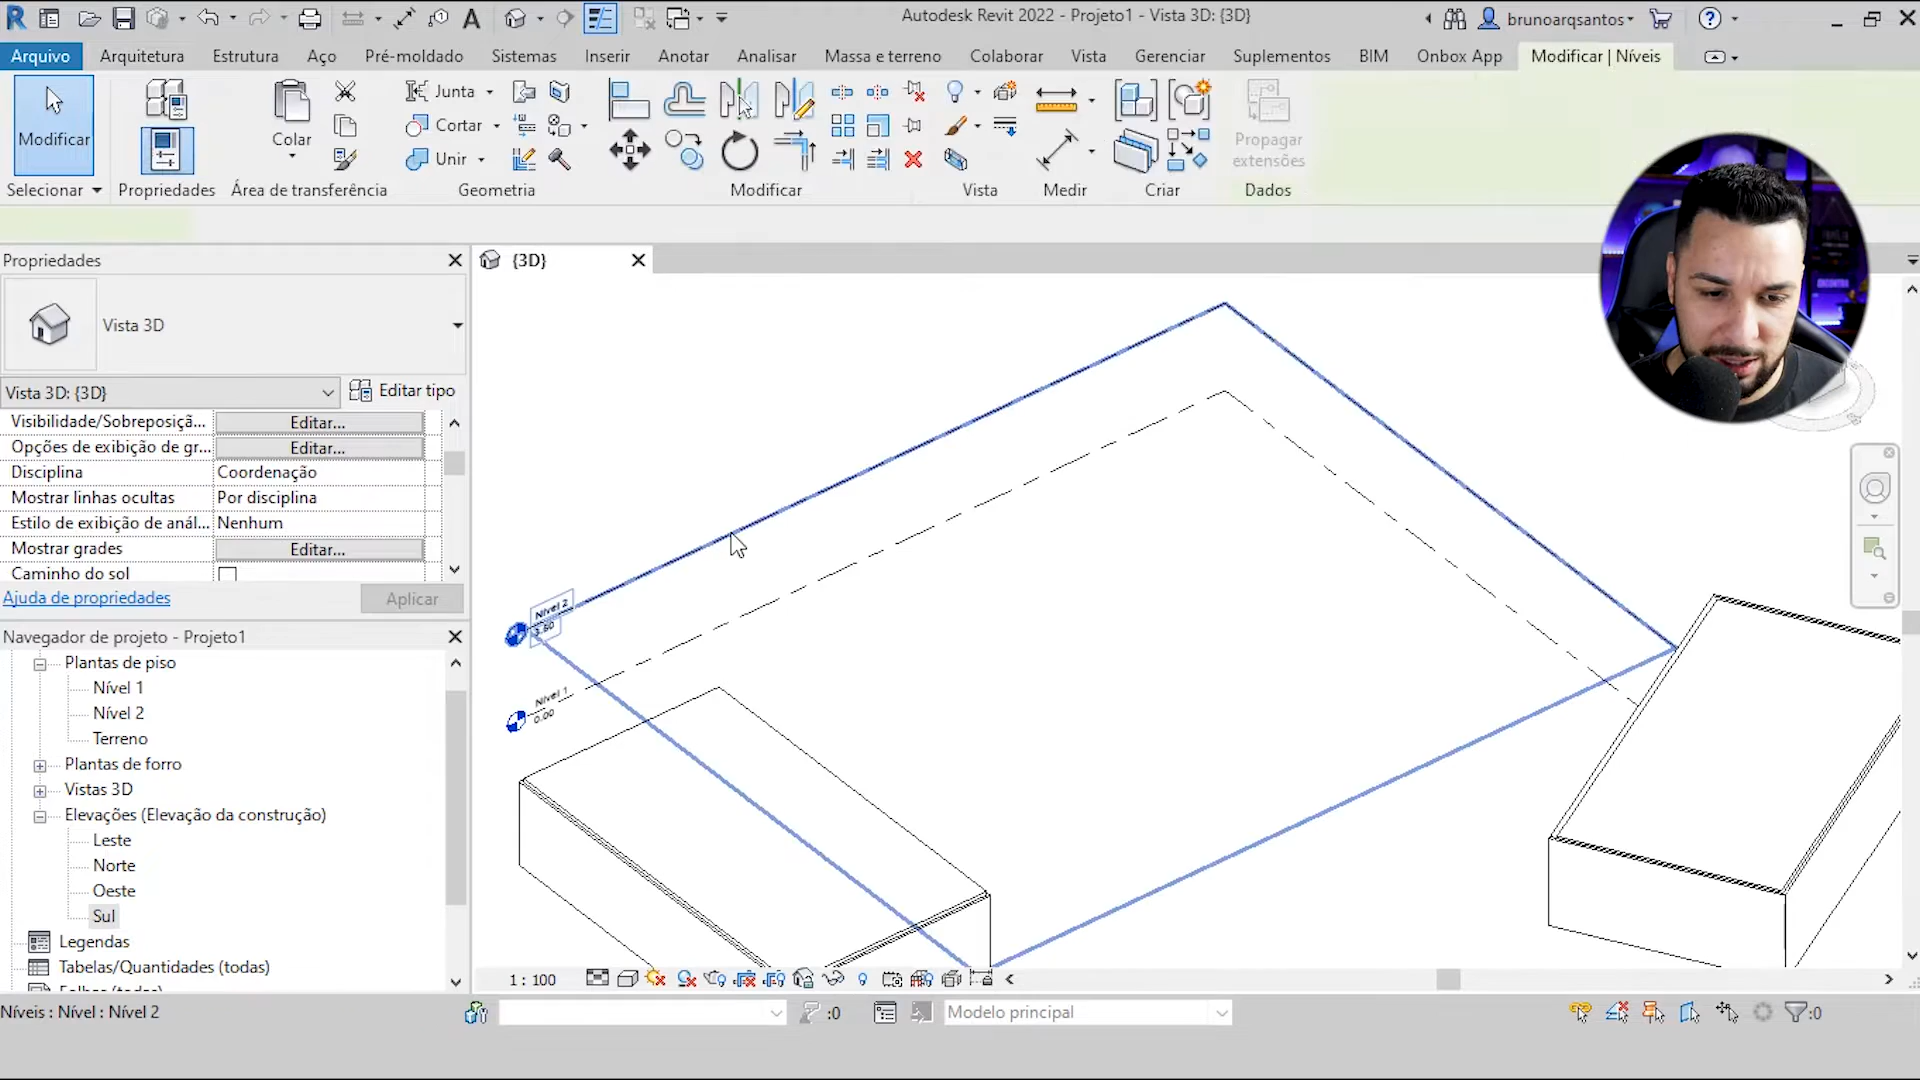 Autodesk Revit 2022 - Projeto1 - Vista 3D: {3D}
brunoarqsantos
Arquivo
Arquitetura
Estrutura
Aço
Pré-moldado
Sistemas
Inserir
Anotar
Analisar
Massa e terreno
Colaborar
Vista
Gerenciar
Suplementos
BIM
Onbox App
Modificar | Níveis
Modificar
Colar
Junta
Cortar
Unir
Propagar
extensões
Selecionar
Propriedades
Área de transferência
Geometria
Modificar
Vista
Medir
Criar
Dados
Propriedades
{3D}
Vista 3D
Vista 3D: {3D}
Editar tipo
Visibilidade/Sobreposiçã... Editar...
Opções de exibição de gr... Editar...
Disciplina Coordenação
Mostrar linhas ocultas Por disciplina
Estilo de exibição de anál... Nenhum
Mostrar grades Editar...
Caminho do sol
Ajuda de propriedades
Aplicar
Navegador de projeto - Projeto1
Plantas de piso
Nível 1
Nível 2
Terreno
Plantas de forro
Vistas 3D
Elevações (Elevação da construção)
Leste
Norte
Oeste
Sul
Legendas
Tabelas/Quantidades (todas)
Folhas (todas)
Nível 2
3.60
Nível 1
0.00
1 : 100
Níveis : Nível : Nível 2
:0
Modelo principal
:0